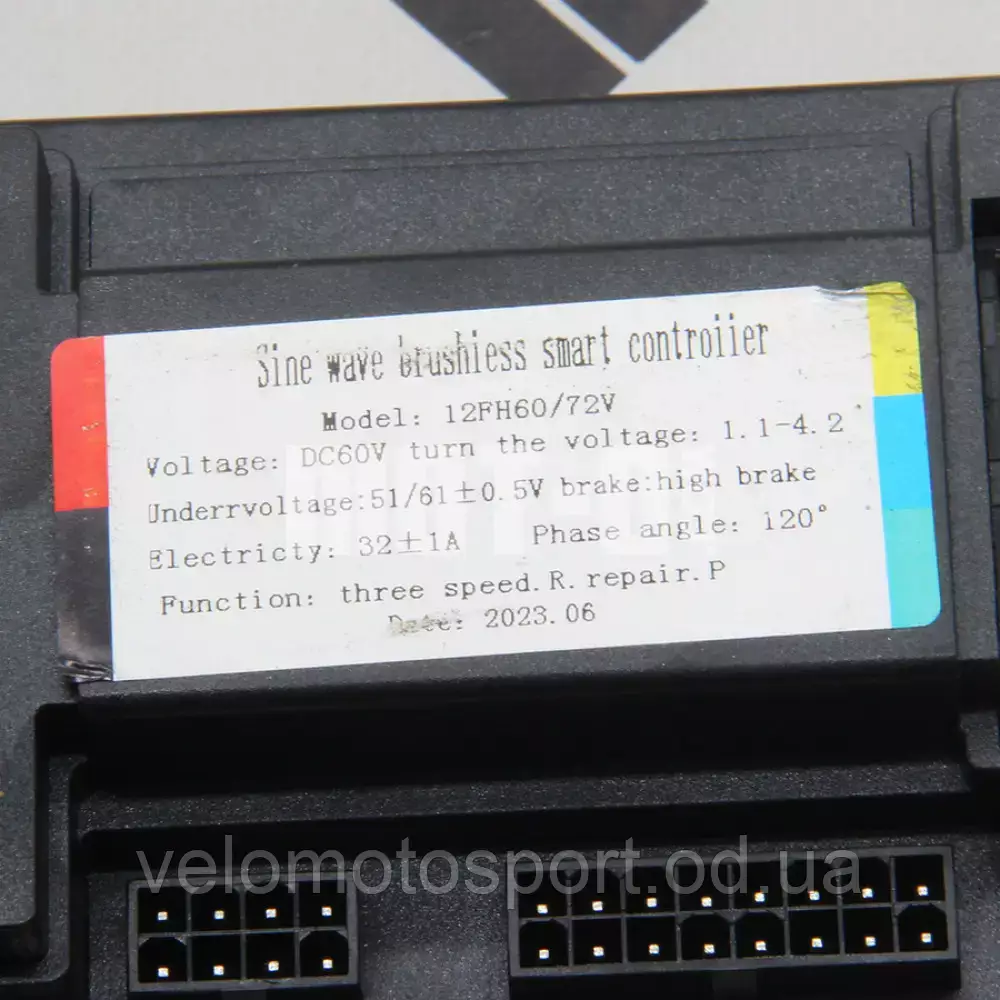 Sine wave brushiess smart controiier
Model: 12FH60/72V
Voltage: DC60V turn the voltage: 1.1-4.2
Underrvoltage:51/61±0.5V brake:high brake
Electricty: 32±1A Phase angle: 120°
Function: three speed.R.repair.P
Date: 2023.06
velomotosport.od.ua